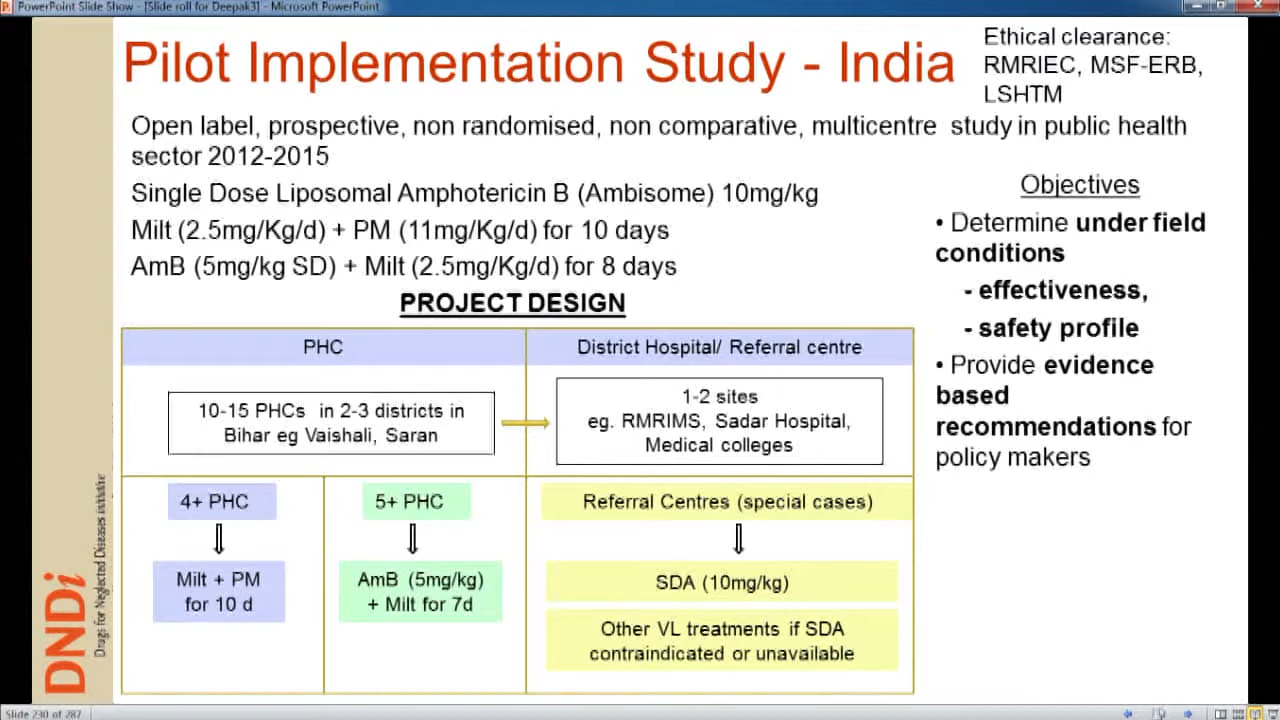 PowerPoint Slide Show - [Slide roll for Deepak3] - Microsoft PowerPoint
Pilot Implementation Study - India
Ethical clearance:
RMRIEC, MSF-ERB,
LSHTM
Open label, prospective, non randomised, non comparative, multicentre study in public health
sector 2012-2015
Single Dose Liposomal Amphotericin B (Ambisome) 10mg/kg
Milt (2.5mg/Kg/d) + PM (11mg/Kg/d) for 10 days
AmB (5mg/kg SD) + Milt (2.5mg/Kg/d) for 8 days
Objectives
• Determine under field
conditions
- effectiveness,
- safety profile
• Provide evidence
based
recommendations for
policy makers
PROJECT DESIGN
PHC
District Hospital/ Referral centre
10-15 PHCs in 2-3 districts in
Bihar eg Vaishali, Saran
1-2 sites
eg. RMRIMS, Sadar Hospital,
Medical colleges
4+ PHC
5+ PHC
Referral Centres (special cases)
Milt + PM
for 10 d
AmB (5mg/kg)
+ Milt for 7d
SDA (10mg/kg)
Other VL treatments if SDA
contraindicated or unavailable
DNDi
Drugs for Neglected Diseases initiative
Slide 230 of 287